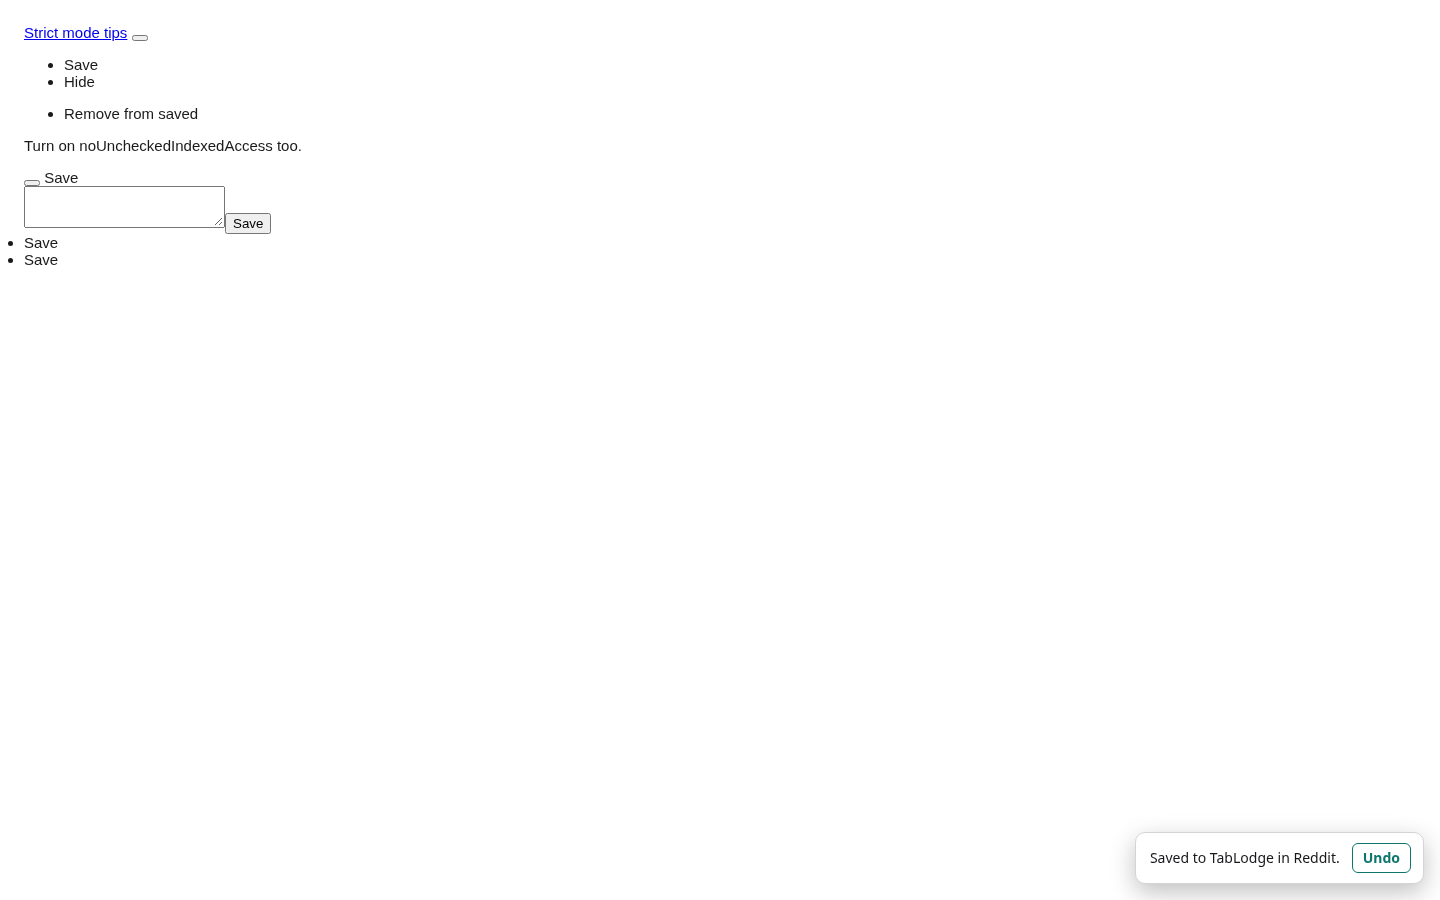 Strict mode tips
Save
Hide
Remove from saved
Turn on noUncheckedIndexedAccess too.
Save
Save
Save
Save
Saved to TabLodge in Reddit. Undo